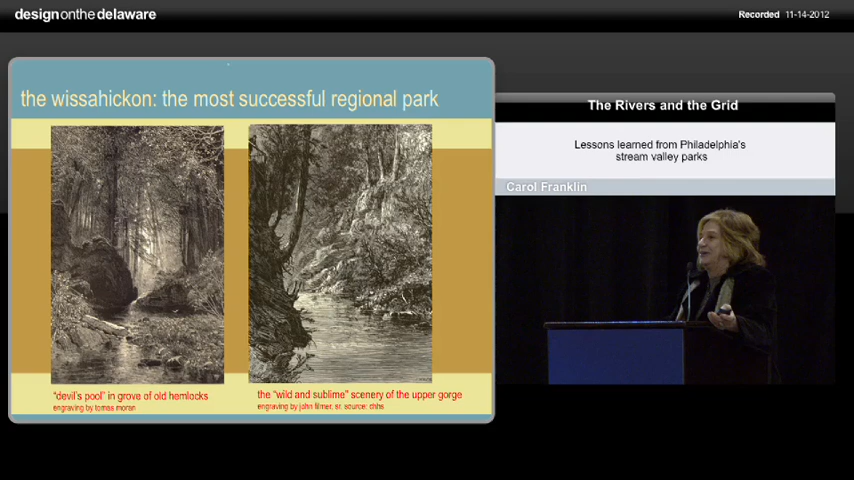 designonthedelaware
Recorded 11-14-2012
the wissahickon: the most successful regional park
The Rivers and the Grid
Lessons learned from Philadelphia's
stream valley parks
Carol Franklin
"devil's pool" in grove of old hemlocks
engraving by tomas moran
the "wild and sublime" scenery of the upper gorge
engraving by john filmer, sr. source: chhs